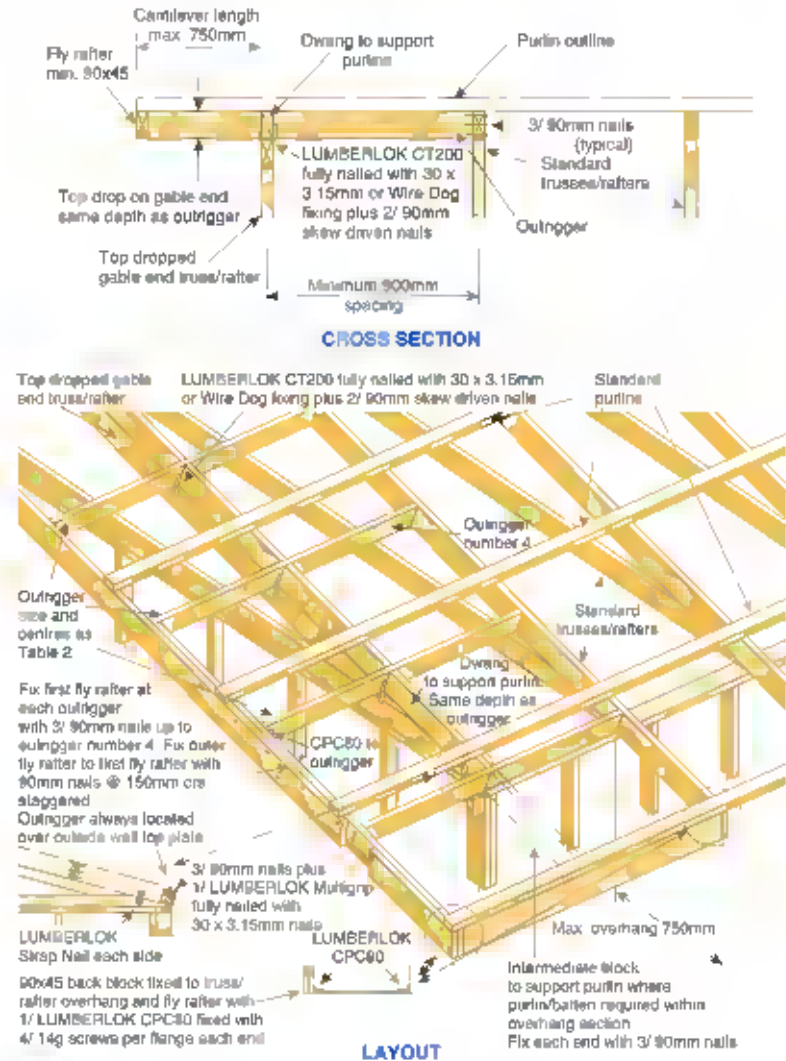 Cantilever length
max 750mm
Fly rafter
min. 90x45
Dwang to support
purlin
Purlin outline
3/ 90mm nails
(typical)
Standard
trusses/rafters
LUMBERLOK CT200
fully nailed with 30 x
3 15mm or Wire Dog
fixing plus 2/ 90mm
skew driven nails
Top drop on gable end
same depth as outrigger
Outrigger
Top dropped
gable end truss/rafter
Minimum 900mm
spacing
CROSS SECTION
Top dropped gable
end truss/rafter
LUMBERLOK CT200 fully nailed with 30 x 3.15mm
or Wire Dog fixing plus 2/ 90mm skew driven nails
Standard
purlins
Outrigger
number 4
Outrigger
size and
centres as
Table 2
Standard
trusses/rafters
Dwang
to support purlin
Same depth as
outrigger
Fix first fly rafter at
each outrigger
with 3/ 90mm nails up to
outrigger number 4 Fix outer
fly rafter to first fly rafter with
90mm nails @ 150mm crs
staggered
CPC80 to
outrigger
Outrigger always located
over outside wall top plate
3/ 90mm nails plus
1/ LUMBERLOK Multigrip
fully nailed with
30 x 3.15mm nails
LUMBERLOK
Strap Nail each side
LUMBERLOK
CPC80
Max overhang 750mm
90x45 back block fixed to truss/
rafter overhang and fly rafter with
1/ LUMBERLOK CPC80 fixed with
4/ 14g screws per flange each end
Intermediate block
to support purlin where
purlin/batten required within
overhang section
Fix each end with 3/ 90mm nails
LAYOUT